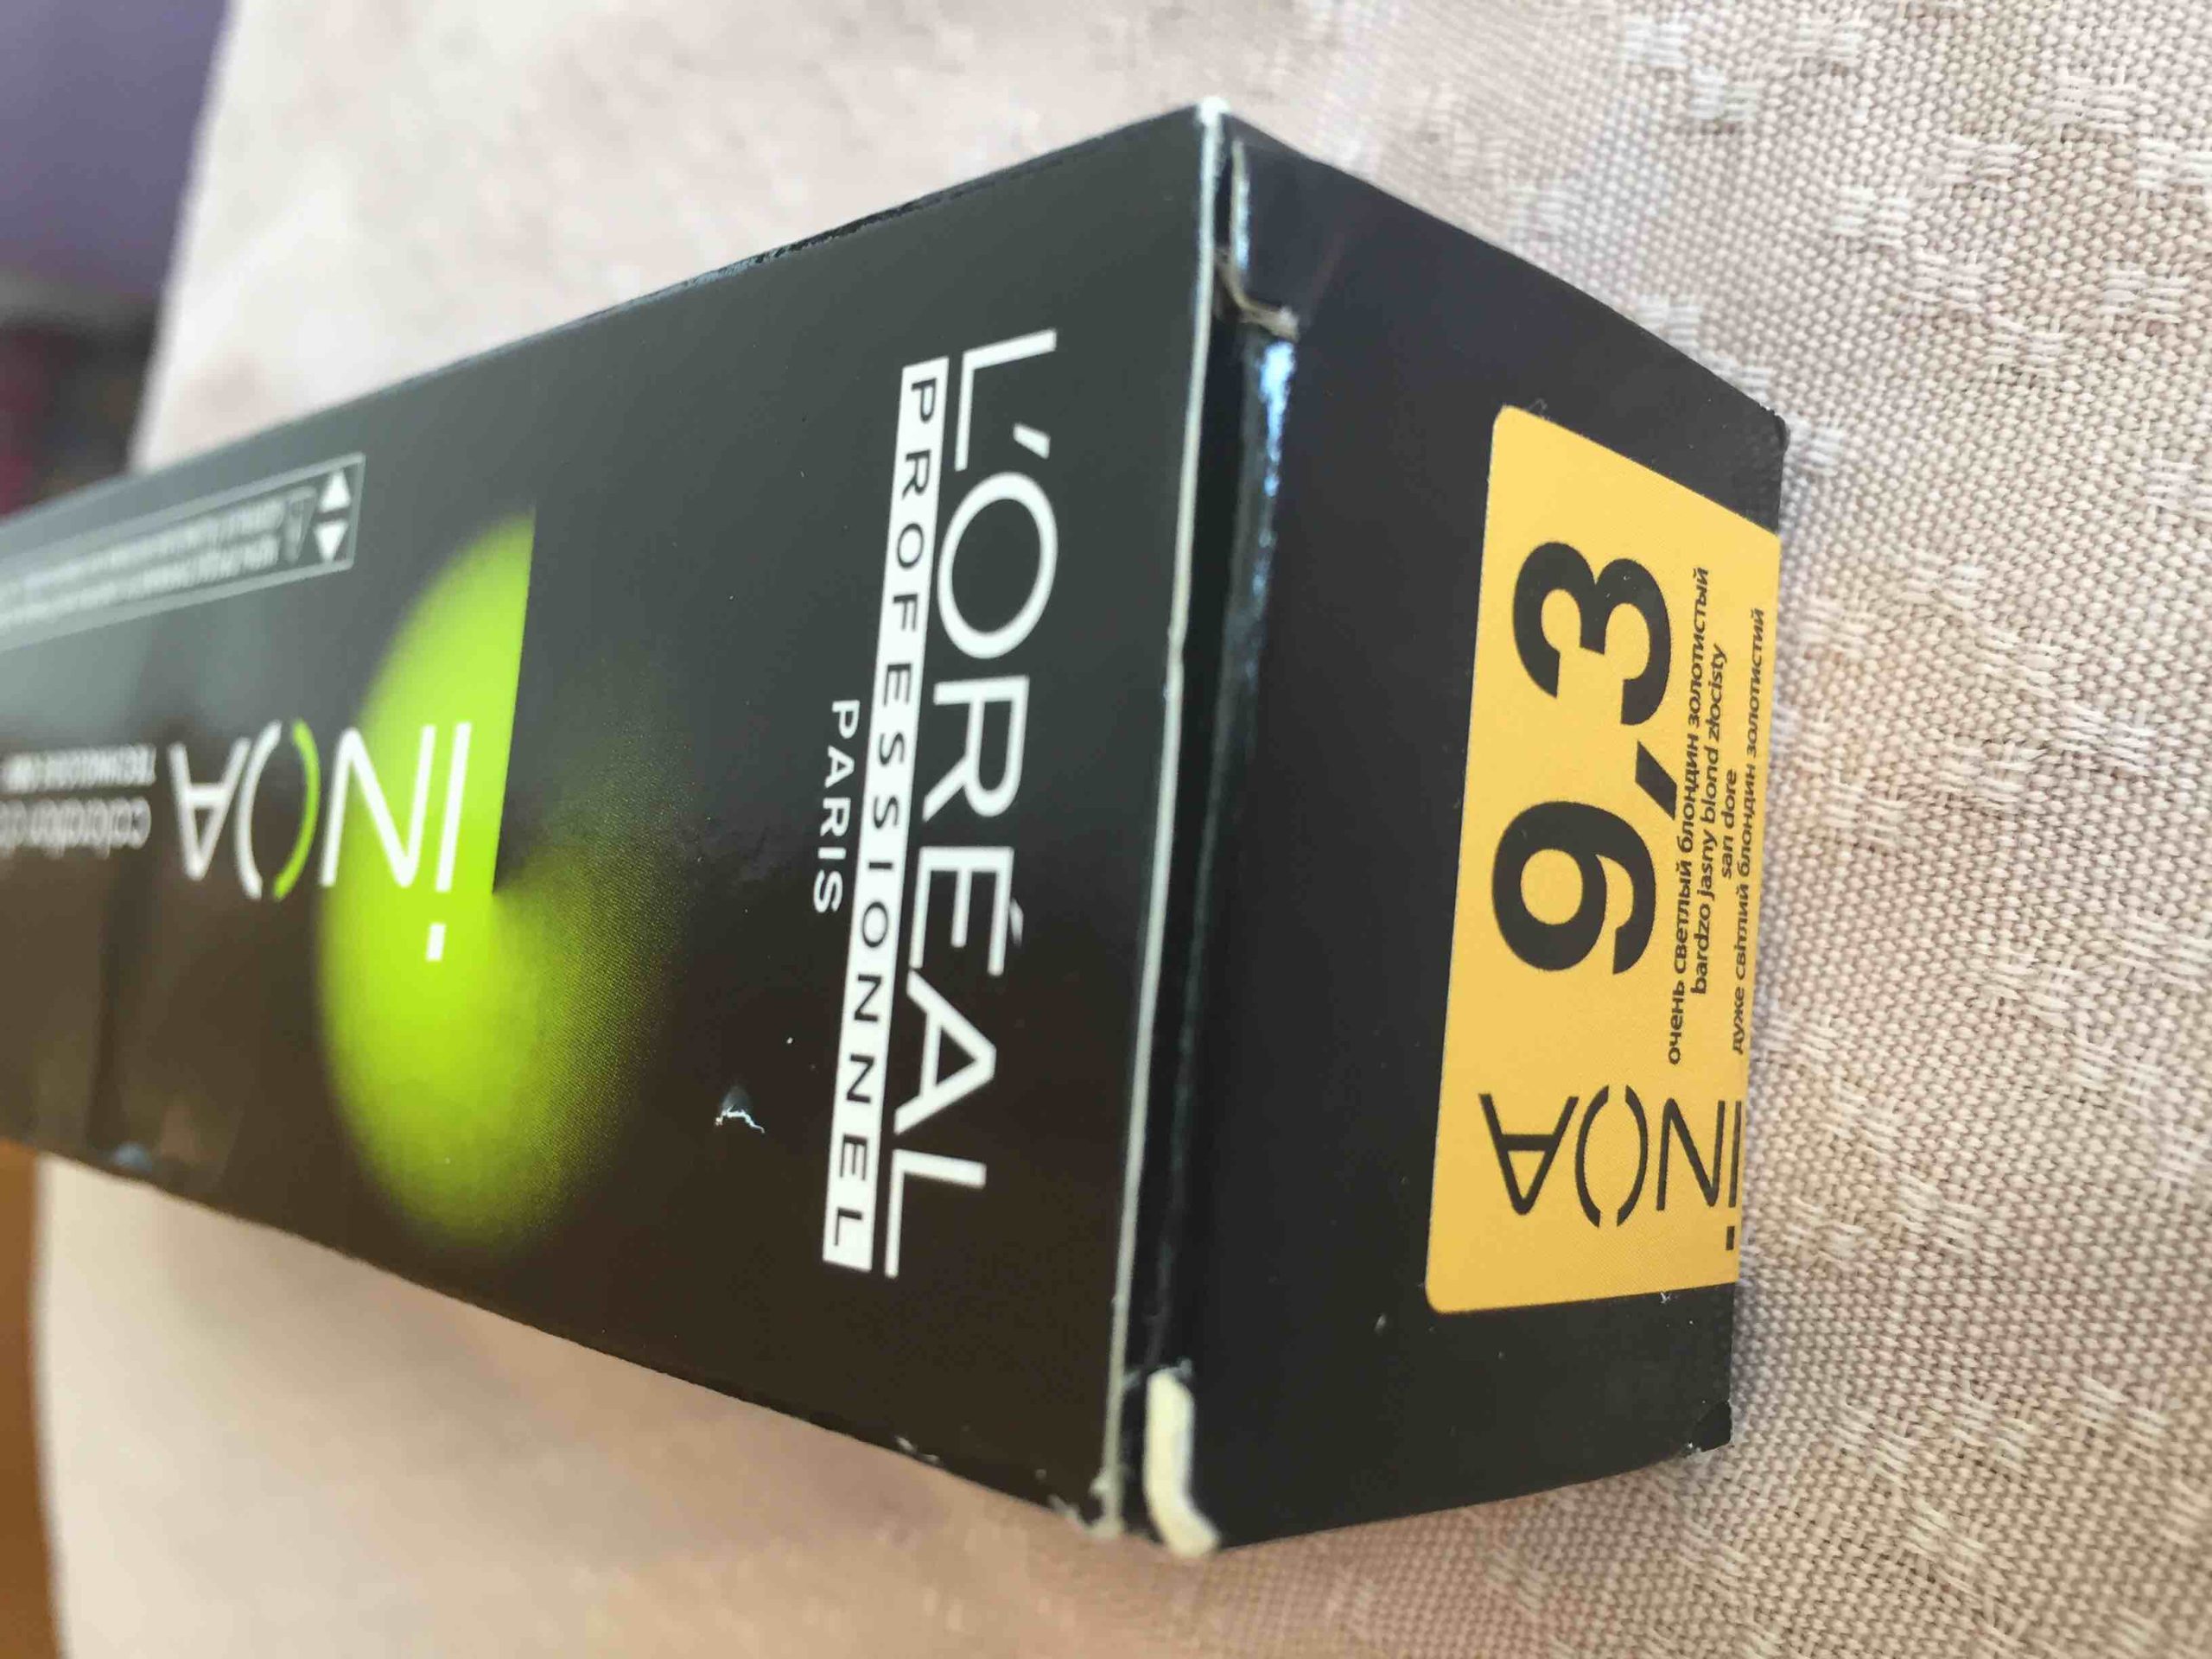 L'ORÉAL
PROFESSIONNEL
PARIS
iNOA
iNOA 9,3
очень светлый блондин золотистый
bardzo jasny blond złocisty
san dore
дуже світлий блондин золотистий